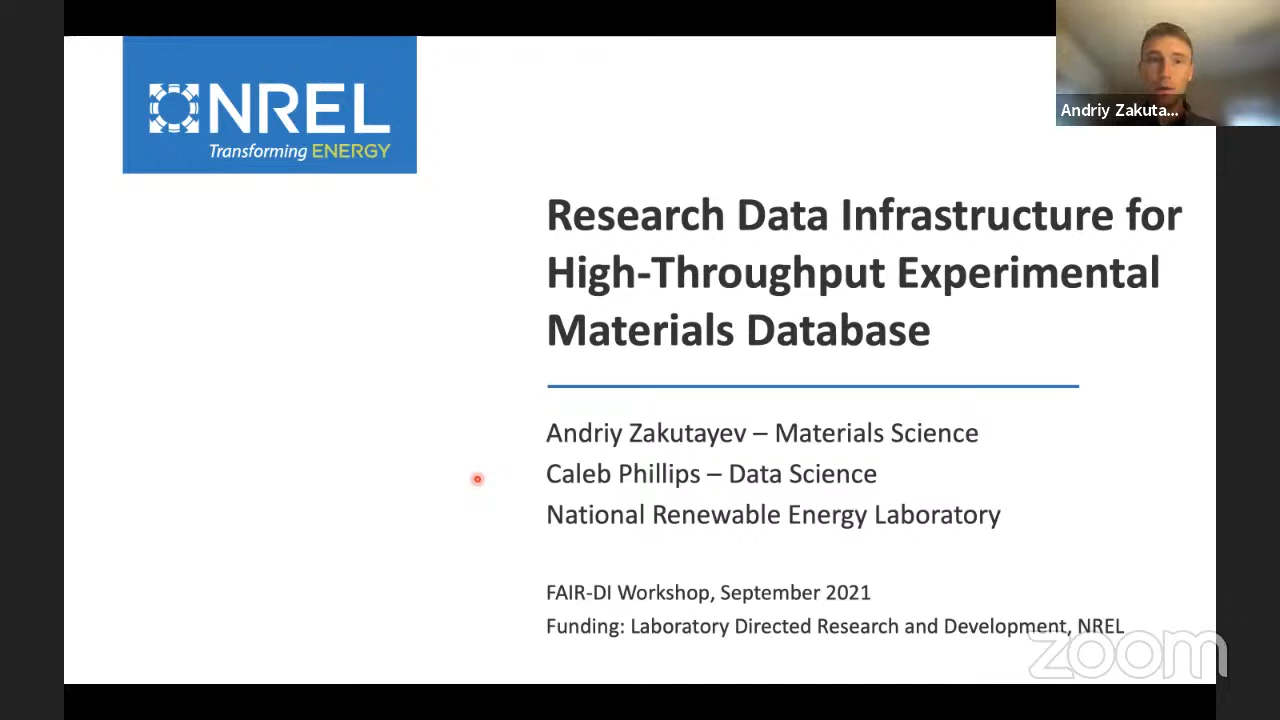 NREL
Transforming ENERGY
Andriy Zakuta...
Research Data Infrastructure for
High-Throughput Experimental
Materials Database
Andriy Zakutayev – Materials Science
Caleb Phillips – Data Science
National Renewable Energy Laboratory
FAIR-DI Workshop, September 2021
Funding: Laboratory Directed Research and Development, NREL
zoom